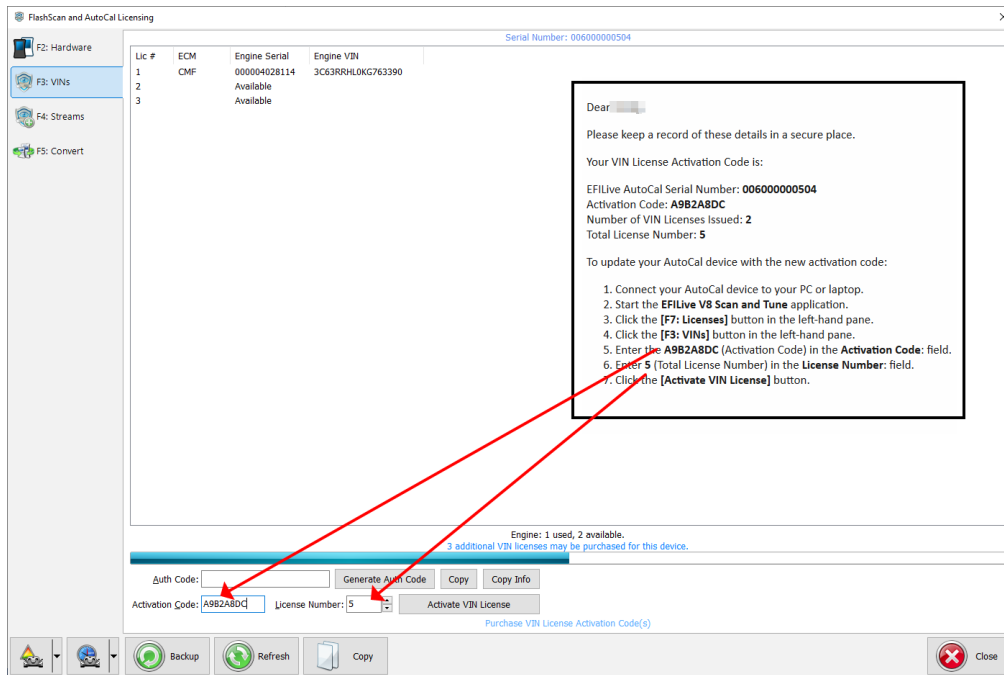 FlashScan and AutoCal Licensing
F2: Hardware
F3: VINs
F4: Streams
F5: Convert
Serial Number: 006000000504
Lic # ECM Engine Serial Engine VIN
1 CMF 000004028114 3C63RRHL0KG763390
2 Available
3 Available
Dear
Please keep a record of these details in a secure place.
Your VIN License Activation Code is:
EFILive AutoCal Serial Number: 006000000504
Activation Code: A9B2A8DC
Number of VIN Licenses Issued: 2
Total License Number: 5
To update your AutoCal device with the new activation code:
1. Connect your AutoCal device to your PC or laptop.
2. Start the EFILive V8 Scan and Tune application.
3. Click the [F7: Licenses] button in the left-hand pane.
4. Click the [F3: VINs] button in the left-hand pane.
5. Enter the A9B2A8DC (Activation Code) in the Activation Code: field.
6. Enter 5 (Total License Number) in the License Number: field.
7. Click the [Activate VIN License] button.
Engine: 1 used, 2 available.
3 additional VIN licenses may be purchased for this device.
Auth Code: Generate Auth Code Copy Copy Info
Activation Code: A9B2A8DC License Number: 5 Activate VIN License
Purchase VIN License Activation Code(s)
Backup Refresh Copy Close